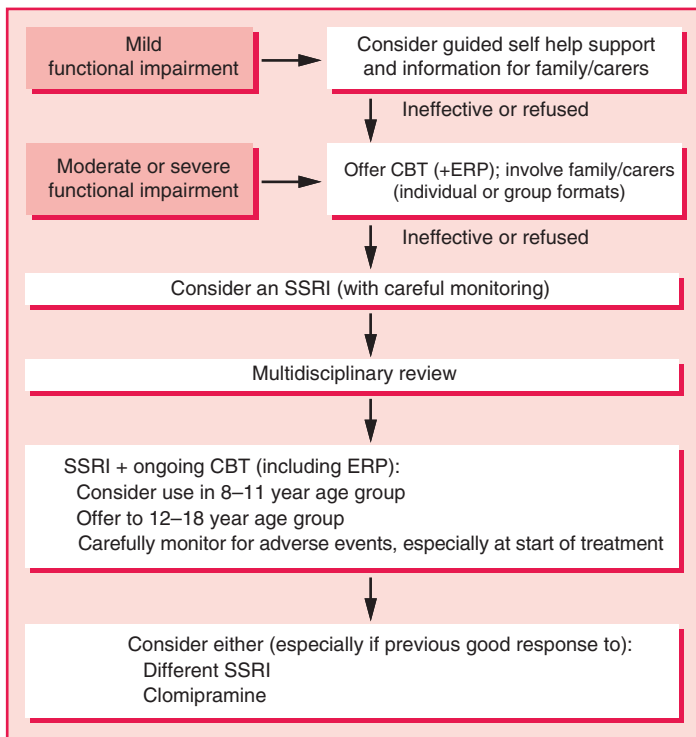 Mild
functional impairment
Consider guided self help support
and information for family/carers
Ineffective or refused
Moderate or severe
functional impairment
Offer CBT (+ERP); involve family/carers
(individual or group formats)
Ineffective or refused
Consider an SSRI (with careful monitoring)
Multidisciplinary review
SSRI + ongoing CBT (including ERP):
Consider use in 8–11 year age group
Offer to 12–18 year age group
Carefully monitor for adverse events, especially at start of treatment
Consider either (especially if previous good response to):
Different SSRI
Clomipramine